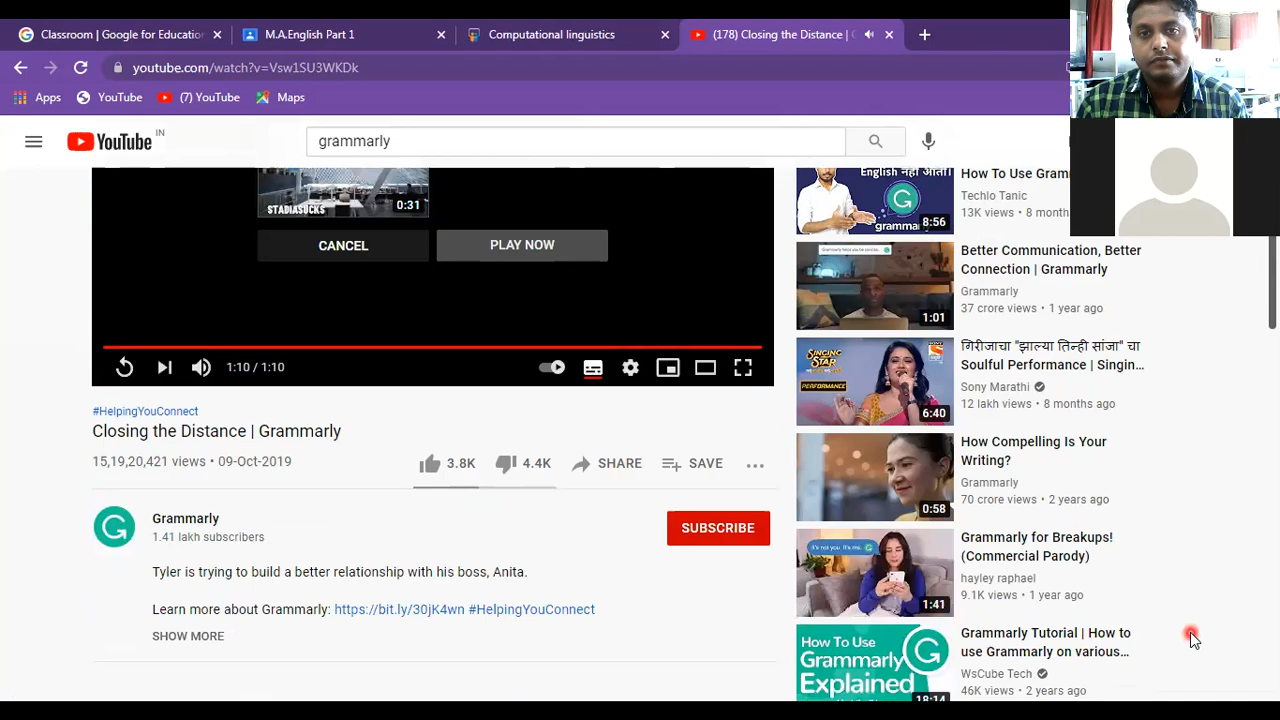 Classroom | Google for Education
M.A.English Part 1
Computational linguistics
(178) Closing the Distance |
youtube.com/watch?v=Vsw1SU3WKDk
Apps
YouTube
(7) YouTube
Maps
YouTube IN
grammarly
STADIASUCKS
0:31
CANCEL
PLAY NOW
1:10 / 1:10
#HelpingYouConnect
Closing the Distance | Grammarly
15,19,20,421 views • 09-Oct-2019
3.8K
4.4K
SHARE
SAVE
Grammarly
1.41 lakh subscribers
SUBSCRIBE
Tyler is trying to build a better relationship with his boss, Anita.
Learn more about Grammarly: https://bit.ly/30jK4wn #HelpingYouConnect
SHOW MORE
English नहीं आती।
8:56
How To Use Gram
Techlo Tanic
13K views • 8 month
1:01
Better Communication, Better
Connection | Grammarly
Grammarly
37 crore views • 1 year ago
SINGING
STAR
PERFORMANCE
6:40
गिरीजाचा "झाल्या तिन्ही सांजा" चा
Soulful Performance | Singin...
Sony Marathi
12 lakh views • 8 months ago
0:58
How Compelling Is Your
Writing?
Grammarly
70 crore views • 2 years ago
It's not you. It's me.
1:41
Grammarly for Breakups!
(Commercial Parody)
hayley raphael
9.1K views • 1 year ago
How To Use
Grammarly
Explained
18:14
Grammarly Tutorial | How to
use Grammarly on various...
WsCube Tech
46K views • 2 years ago